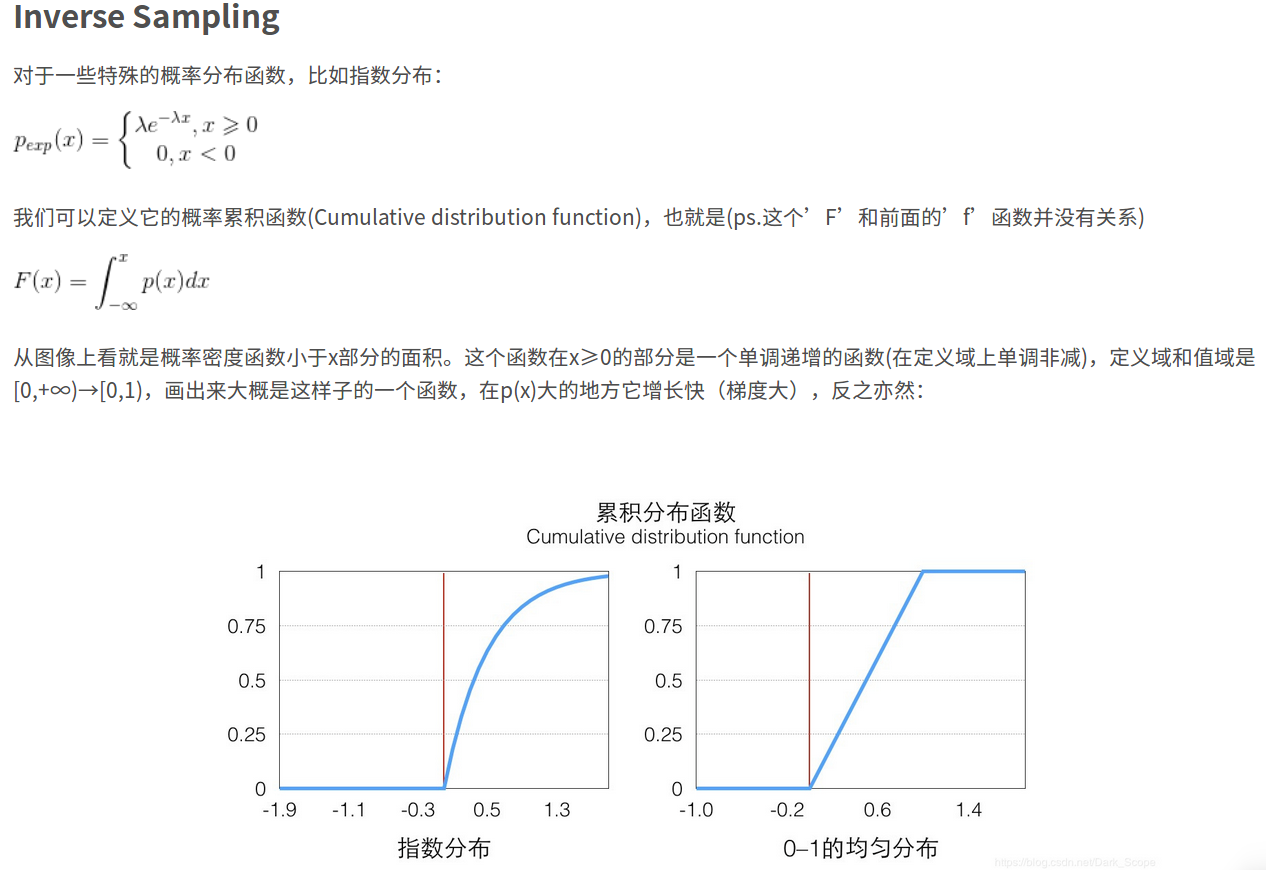 Inverse Sampling
对于一些特殊的概率分布函数，比如指数分布：
p_exp(x) = { λe^{-λx}, x ⩾ 0
0, x < 0
我们可以定义它的概率累积函数(Cumulative distribution function)，也就是(ps.这个’F’和前面的’f’函数并没有关系)
F(x) = ∫_{-∞}^{x} p(x)dx
从图像上看就是概率密度函数小于x部分的面积。这个函数在x⩾0的部分是一个单调递增的函数(在定义域上单调非减)，定义域和值域是
[0,+∞)→[0,1)，画出来大概是这样子的一个函数，在p(x)大的地方它增长快（梯度大），反之亦然：
累积分布函数
Cumulative distribution function
1
0.75
0.5
0.25
0
-1.9 -1.1 -0.3 0.5 1.3
指数分布
1
0.75
0.5
0.25
0
-1.0 -0.2 0.6 1.4
0–1的均匀分布
https://blog.csdn.net/Dark_Scope